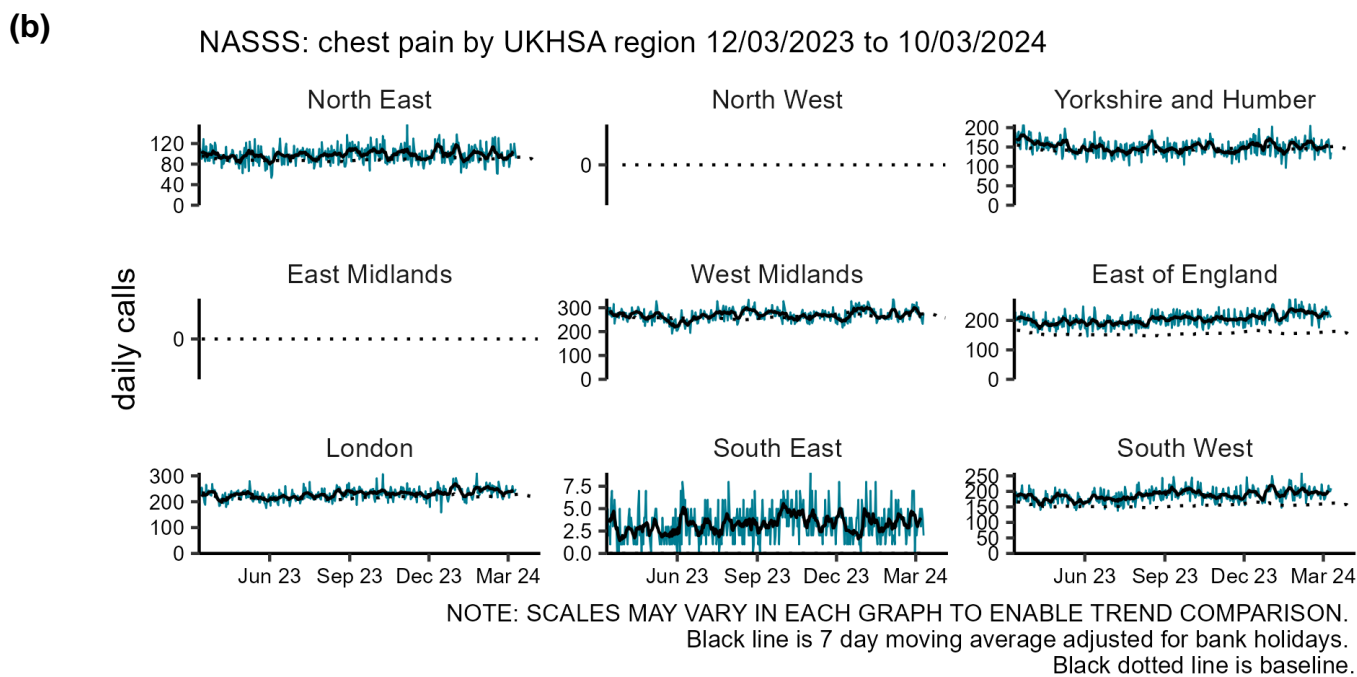 (b)
NASSS: chest pain by UKHSA region 12/03/2023 to 10/03/2024
daily calls
North East
120
80
40
0
North West
0
Yorkshire and Humber
200
150
100
50
0
East Midlands
0
West Midlands
300
200
100
0
East of England
200
100
0
London
300
200
100
0
Jun 23 Sep 23 Dec 23 Mar 24
South East
7.5
5.0
2.5
0.0
Jun 23 Sep 23 Dec 23 Mar 24
South West
250
200
150
100
50
0
Jun 23 Sep 23 Dec 23 Mar 24
NOTE: SCALES MAY VARY IN EACH GRAPH TO ENABLE TREND COMPARISON.
Black line is 7 day moving average adjusted for bank holidays.
Black dotted line is baseline.